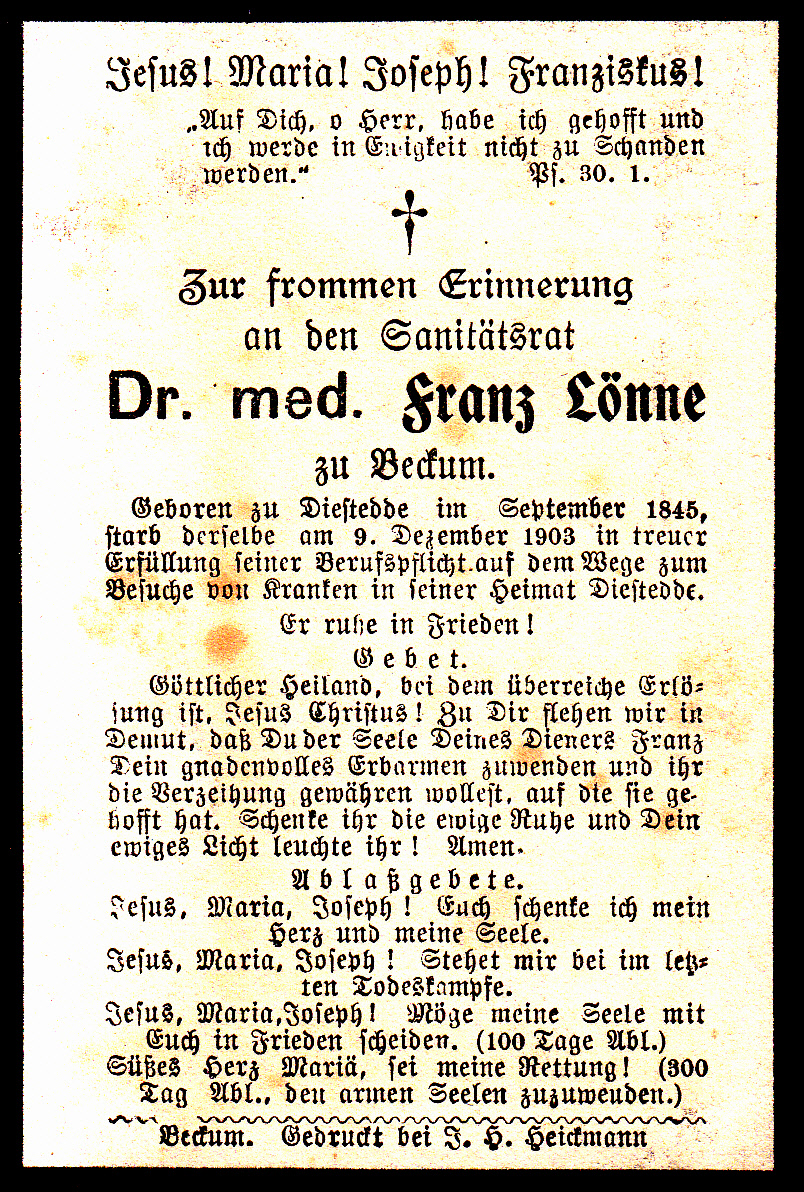 Jesus! Maria! Joseph! Franziskus!
„Auf Dich, o Herr, habe ich gehofft und
ich werde in Ewigkeit nicht zu Schanden
werden.“ Ps. 30. 1.
†
Zur frommen Erinnerung
an den Sanitätsrat
Dr. med. Franz Lönne
zu Beckum.
Geboren zu Diestedde im September 1845,
starb derselbe am 9. Dezember 1903 in treuer
Erfüllung seiner Berufspflicht auf dem Wege zum
Besuche von Kranken in seiner Heimat Diestedde.
Er ruhe in Frieden!
Gebet.
Göttlicher Heiland, bei dem überreiche Erlö-
sung ist, Jesus Christus! Zu Dir flehen wir in
Demut, daß Du der Seele Deines Dieners Franz
Dein gnadenvolles Erbarmen zuwenden und ihr
die Verzeihung gewähren wollest, auf die sie ge-
hofft hat. Schenke ihr die ewige Ruhe und Dein
ewiges Licht leuchte ihr! Amen.
Ablaßgebete.
Jesus, Maria, Joseph! Euch schenke ich mein
Herz und meine Seele.
Jesus, Maria, Joseph! Stehet mir bei im letz-
ten Todeskampfe.
Jesus, Maria, Joseph! Möge meine Seele mit
Euch in Frieden scheiden. (100 Tage Abl.)
Süßes Herz Mariä, sei meine Rettung! (300
Tag Abl., den armen Seelen zuzuwenden.)
Beckum. Gedruckt bei J. H. Heickmann